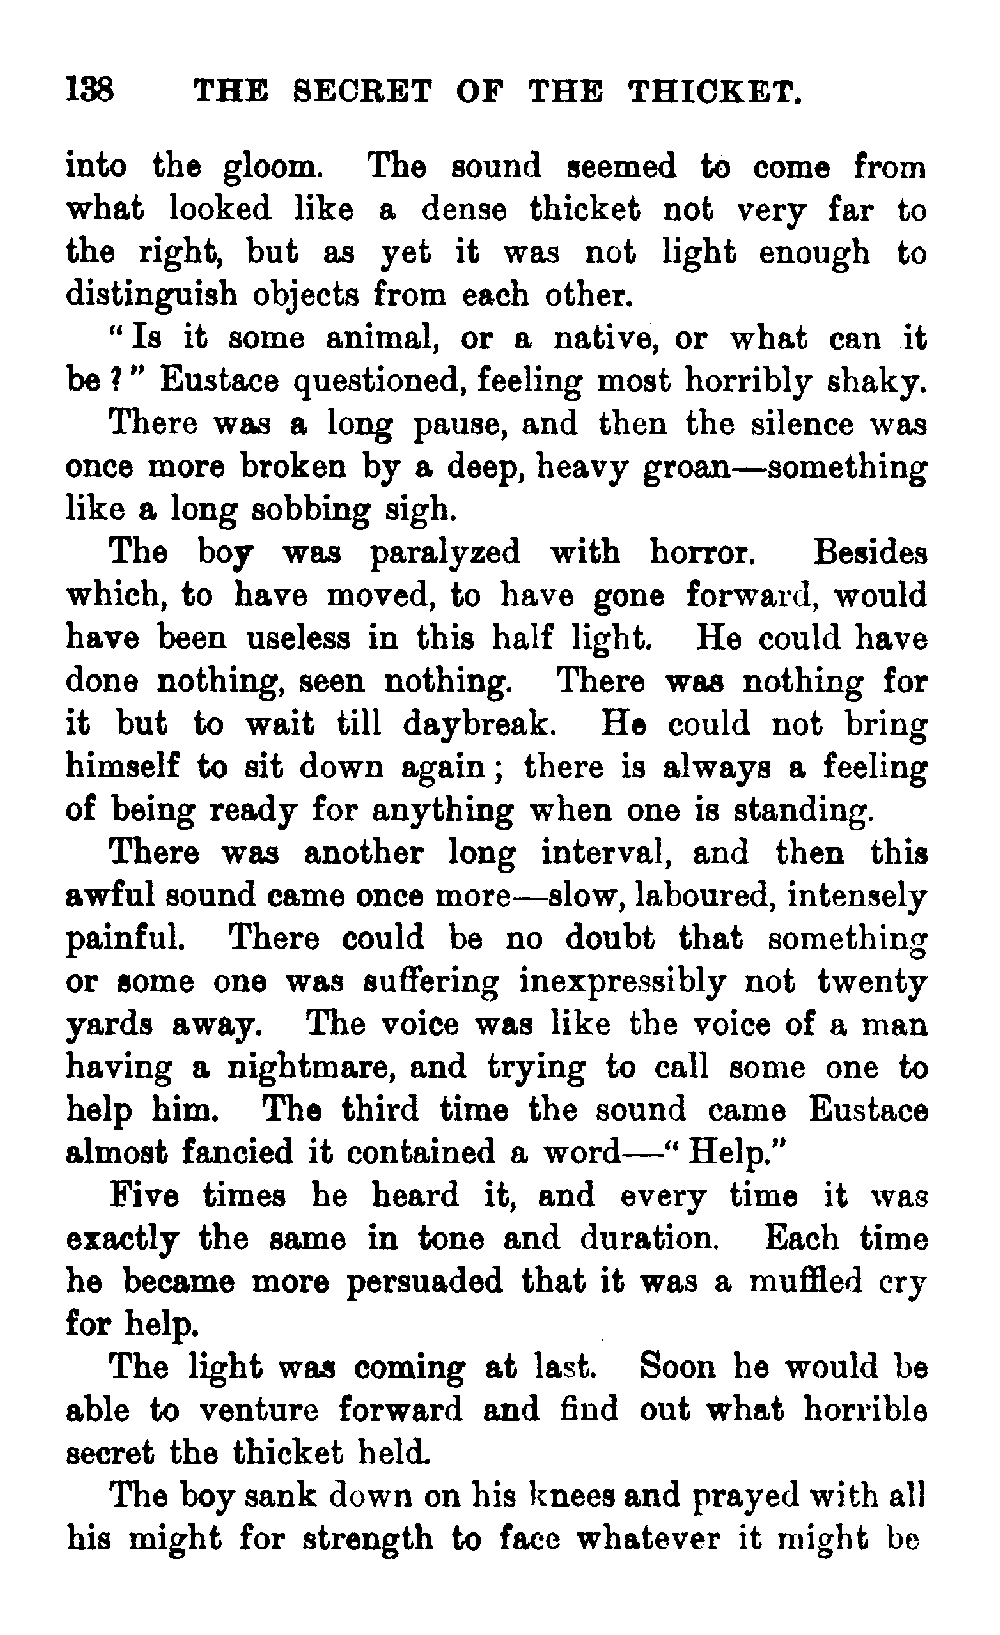 138 THE SECRET OF THE THICKET.
into the gloom. The sound seemed to come from
what looked like a dense thicket not very far to
the right, but as yet it was not light enough to
distinguish objects from each other.
"Is it some animal, or a native, or what can it
be?" Eustace questioned, feeling most horribly shaky.
There was a long pause, and then the silence was
once more broken by a deep, heavy groan—something
like a long sobbing sigh.
The boy was paralyzed with horror. Besides
which, to have moved, to have gone forward, would
have been useless in this half light. He could have
done nothing, seen nothing. There was nothing for
it but to wait till daybreak. He could not bring
himself to sit down again; there is always a feeling
of being ready for anything when one is standing.
There was another long interval, and then this
awful sound came once more—slow, laboured, intensely
painful. There could be no doubt that something
or some one was suffering inexpressibly not twenty
yards away. The voice was like the voice of a man
having a nightmare, and trying to call some one to
help him. The third time the sound came Eustace
almost fancied it contained a word—"Help."
Five times he heard it, and every time it was
exactly the same in tone and duration. Each time
he became more persuaded that it was a muffled cry
for help.
The light was coming at last. Soon he would be
able to venture forward and find out what horrible
secret the thicket held.
The boy sank down on his knees and prayed with all
his might for strength to face whatever it might be